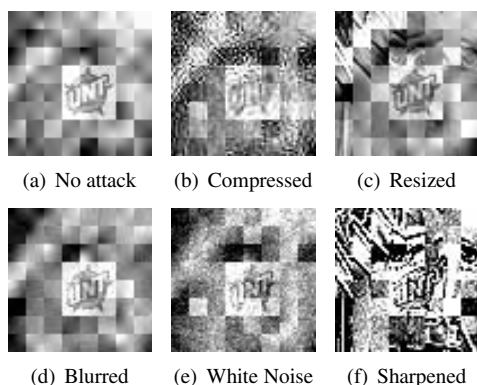 UNT
UNT
UNT
(a) No attack
(b) Compressed
(c) Resized
UNT
UNT
UNT
(d) Blurred
(e) White Noise
(f) Sharpened